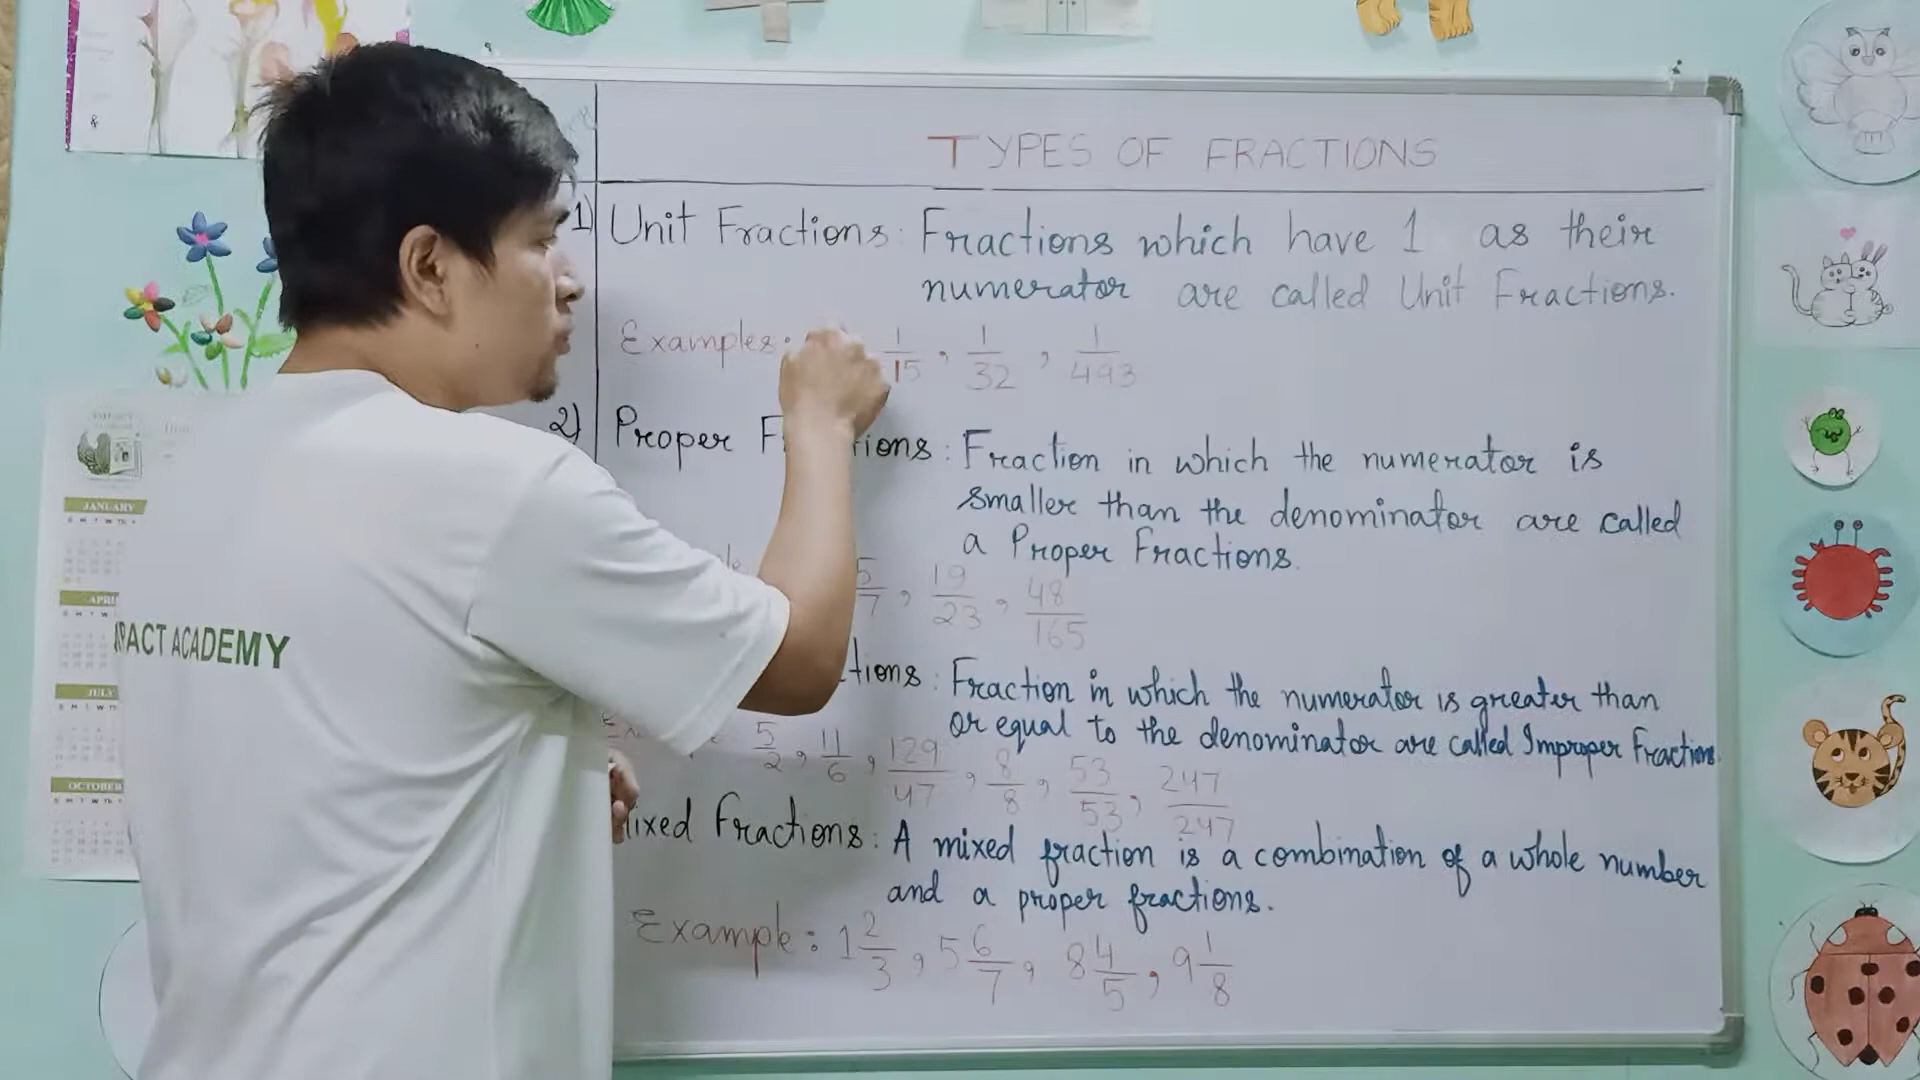 TYPES OF FRACTIONS
1) Unit Fractions: Fractions which have 1 as their
numerator are called Unit Fractions.
Examples: 1/15, 1/32, 1/493
2) Proper F ions: Fraction in which the numerator is
smaller than the denominator are called
a Proper Fractions.
5/7, 19/23, 48/165
tions: Fraction in which the numerator is greater than
or equal to the denominator are called Improper Fractions.
5/2, 11/6, 129/47, 8/8, 53/53, 247/247
ixed Fractions: A mixed fraction is a combination of a whole number
and a proper fractions.
Example: 1 2/3, 5 6/7, 8 4/5, 9 1/8
PACT ACADEMY
JANUARY
APRI
JULY
OCTOBER